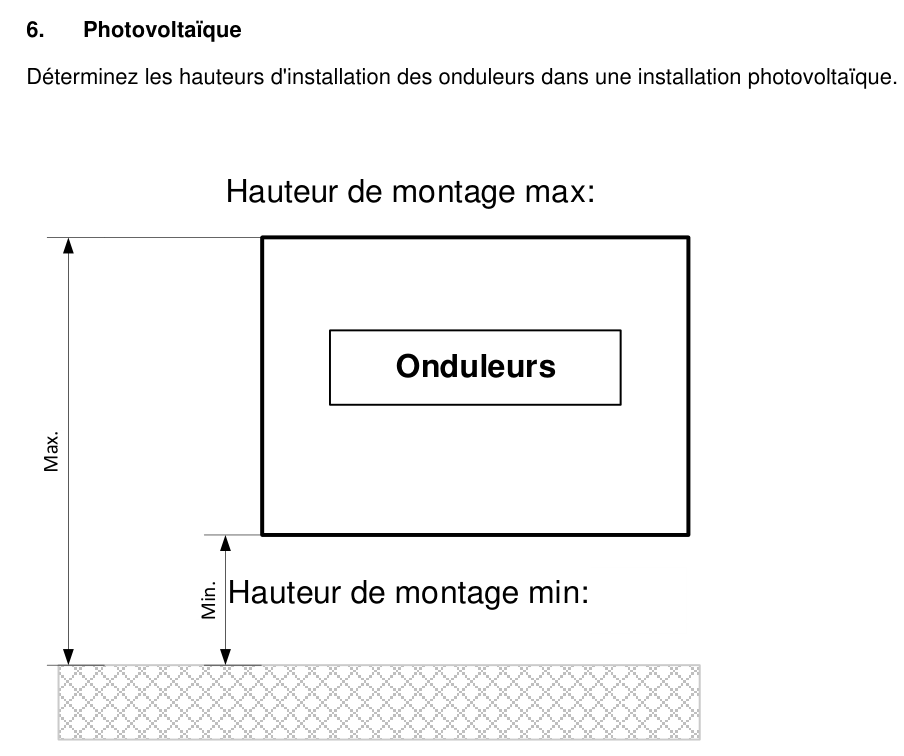 6. Photovoltaïque
Déterminez les hauteurs d'installation des onduleurs dans une installation photovoltaïque.
Hauteur de montage max:
Onduleurs
Max.
Min.
Hauteur de montage min: